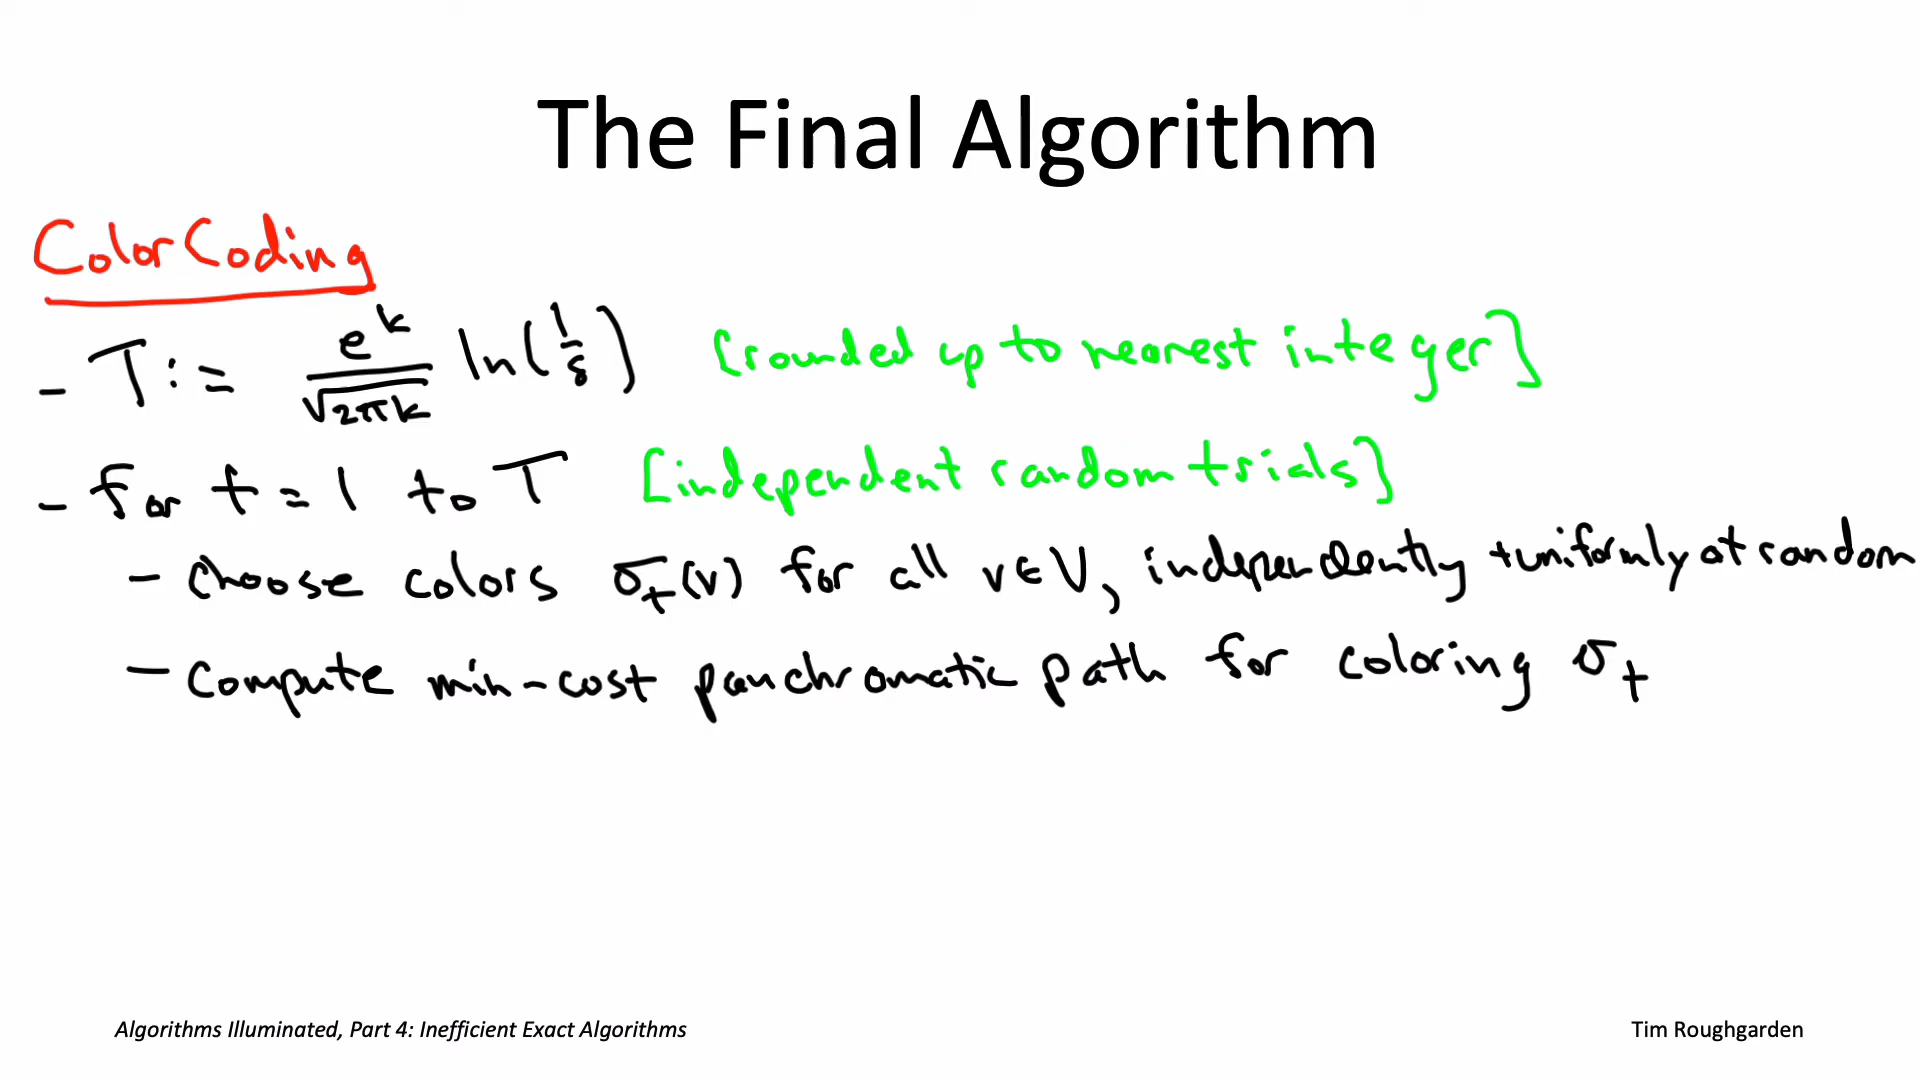 The Final Algorithm
ColorCoding
- T := e^k / √2πk ln(1/δ) [rounded up to nearest integer]
- for t = 1 to T [independent random trials]
- choose colors σ_t(v) for all v ∈ V, independently + uniformly at random
- compute min-cost panchromatic path for coloring σ_t
Algorithms Illuminated, Part 4: Inefficient Exact Algorithms
Tim Roughgarden